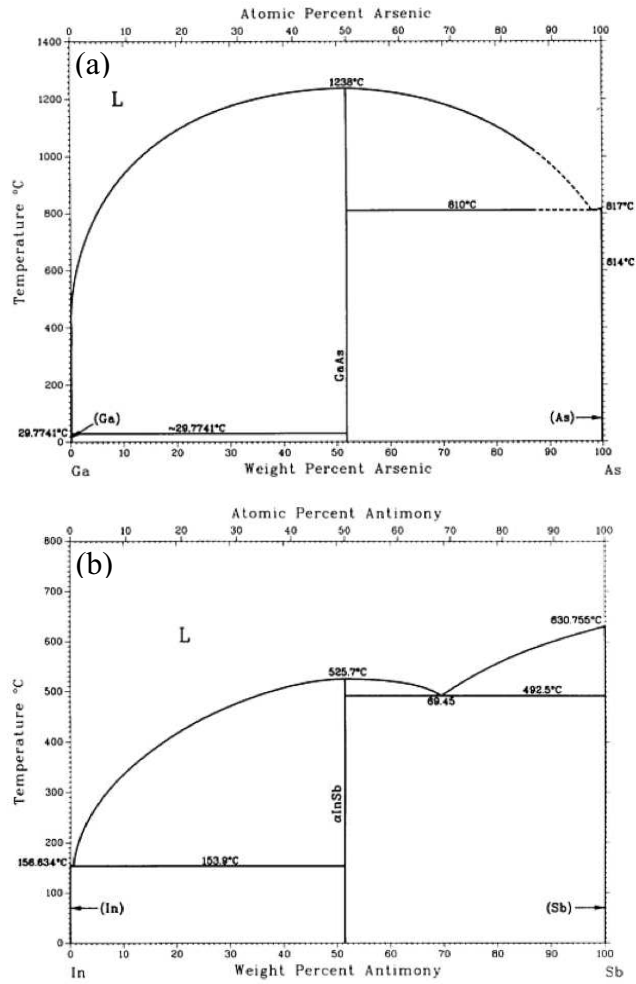 Atomic Percent Arsenic
0 10 20 30 40 50 60 70 80 90 100
(a)
1400
1200
1000
800
600
400
200
0
Temperature °C
L
1238°C
810°C
817°C
614°C
GaAs
(Ga)
29.7741°C
~29.7741°C
(As)
0 10 20 30 40 50 60 70 80 90 100
Ga Weight Percent Arsenic As
Atomic Percent Antimony
0 10 20 30 40 50 60 70 80 90 100
(b)
800
700
600
500
400
300
200
100
0
Temperature °C
L
630.755°C
525.7°C
492.5°C
69.45
αInSb
156.634°C
153.9°C
(In)
(Sb)
0 10 20 30 40 50 60 70 80 90 100
In Weight Percent Antimony Sb